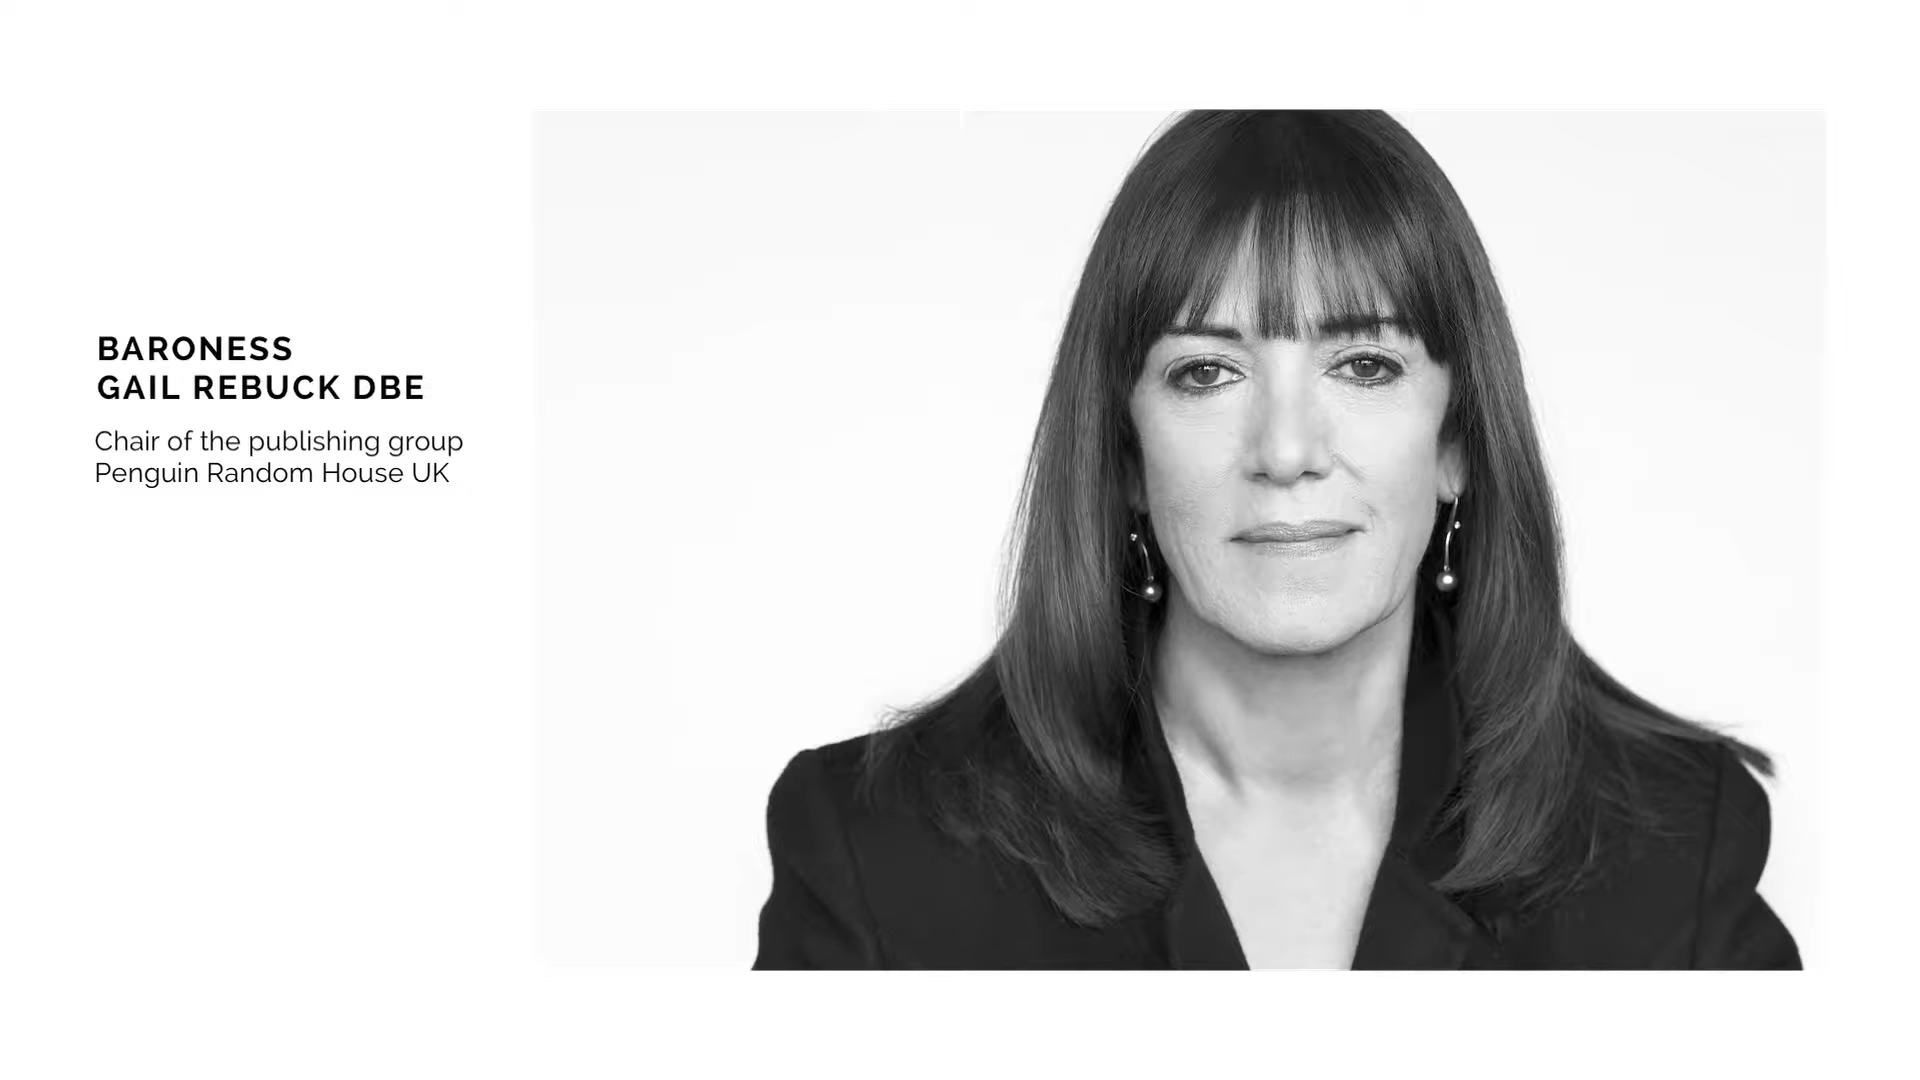 BARONESS
GAIL REBUCK DBE
Chair of the publishing group
Penguin Random House UK